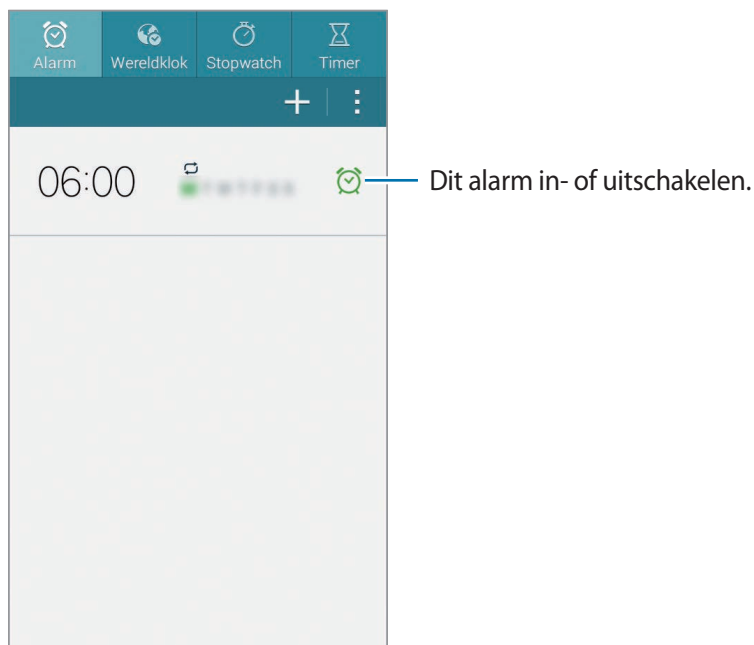 Alarm Wereldklok Stopwatch Timer
06:00
Dit alarm in- of uitschakelen.